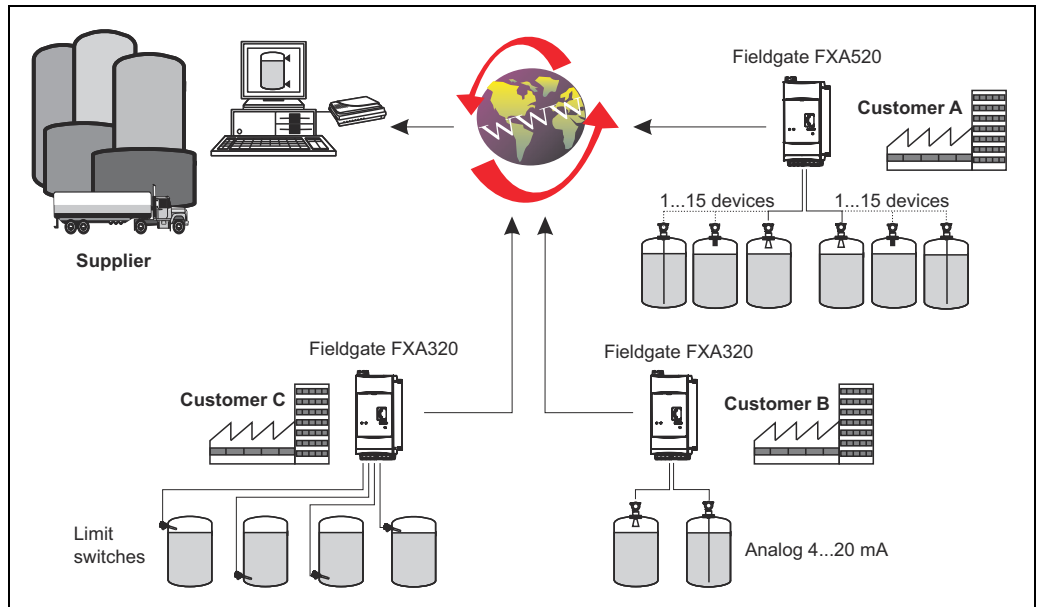 Fieldgate FXA520
Customer A
WWW
1...15 devices
1...15 devices
Supplier
Fieldgate FXA320
Fieldgate FXA320
Customer C
Customer B
Limit
switches
Analog 4...20 mA